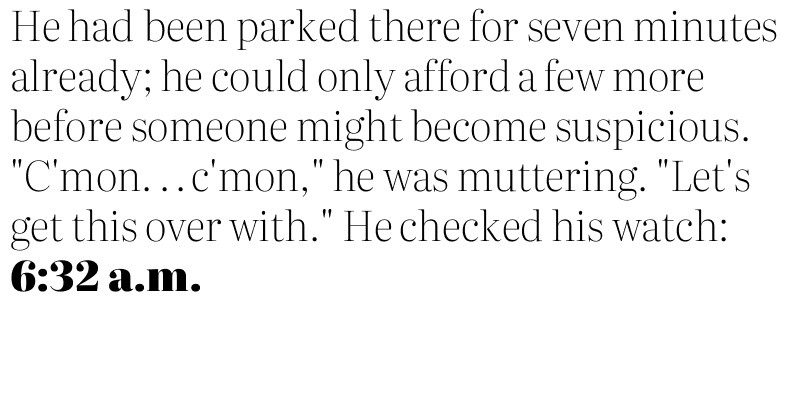 He had been parked there for seven minutes
already; he could only afford a few more
before someone might become suspicious.
"C'mon. . . c'mon," he was muttering. "Let's
get this over with." He checked his watch:
6:32 a.m.